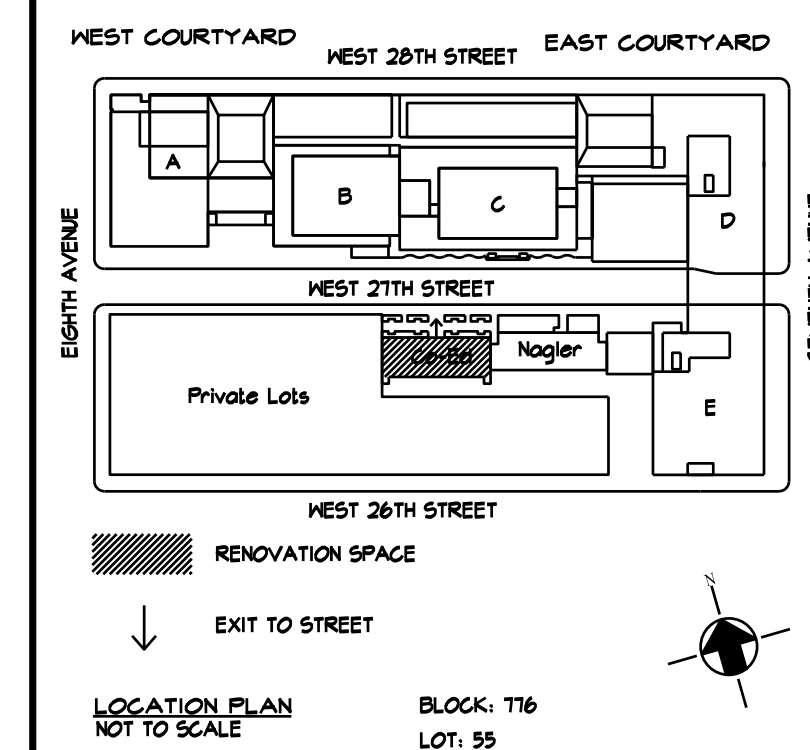 WEST COURTYARD
WEST 28TH STREET
EAST COURTYARD
A
B
C
D
EIGHTH AVENUE
WEST 27TH STREET
Co-Ed
Nagler
Private Lots
E
WEST 26TH STREET
RENOVATION SPACE
EXIT TO STREET
N
LOCATION PLAN
NOT TO SCALE
BLOCK: 776
LOT: 55